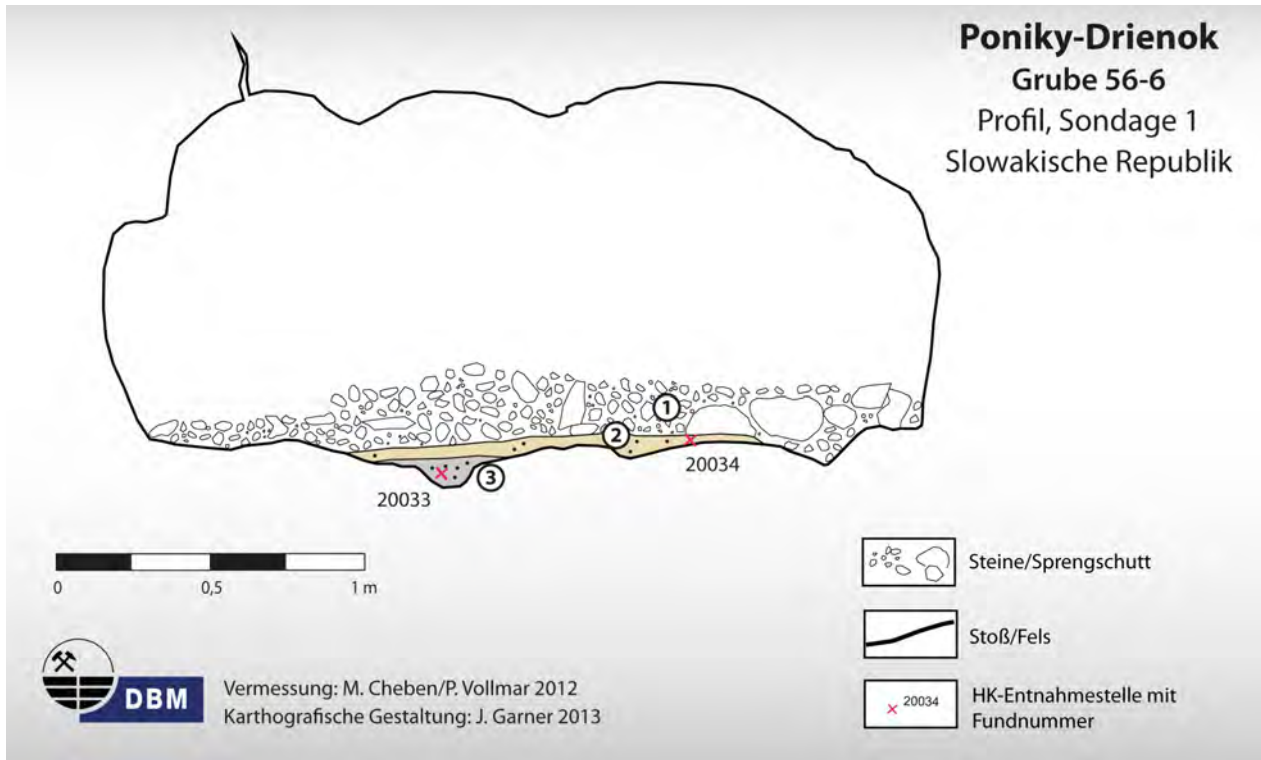 Poniky-Drienok
Grube 56-6
Profil, Sondage 1
Slowakische Republik
1
2
20034
20033
3
0
0,5
1 m
Steine/Sprengschutt
Stoß/Fels
20034
HK-Entnahmestelle mit
Fundnummer
DBM
Vermessung: M. Cheben/P. Vollmar 2012
Karthografische Gestaltung: J. Garner 2013